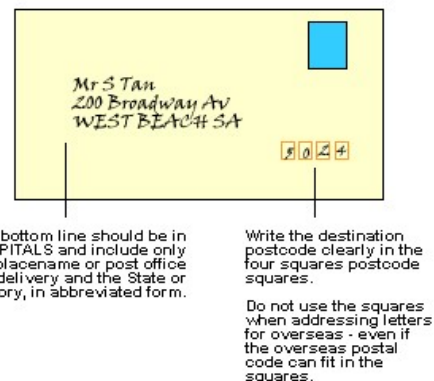 Mr S Tan
200 Broadway Av
WEST BEACH SA
5024
bottom line should be in
PITALS and include only
placename or post office
delivery and the State or
ory, in abbreviated form.
Write the destination
postcode clearly in the
four squares postcode
squares.
Do not use the squares
when addressing letters
for overseas - even if
the overseas postal
code can fit in the
squares.